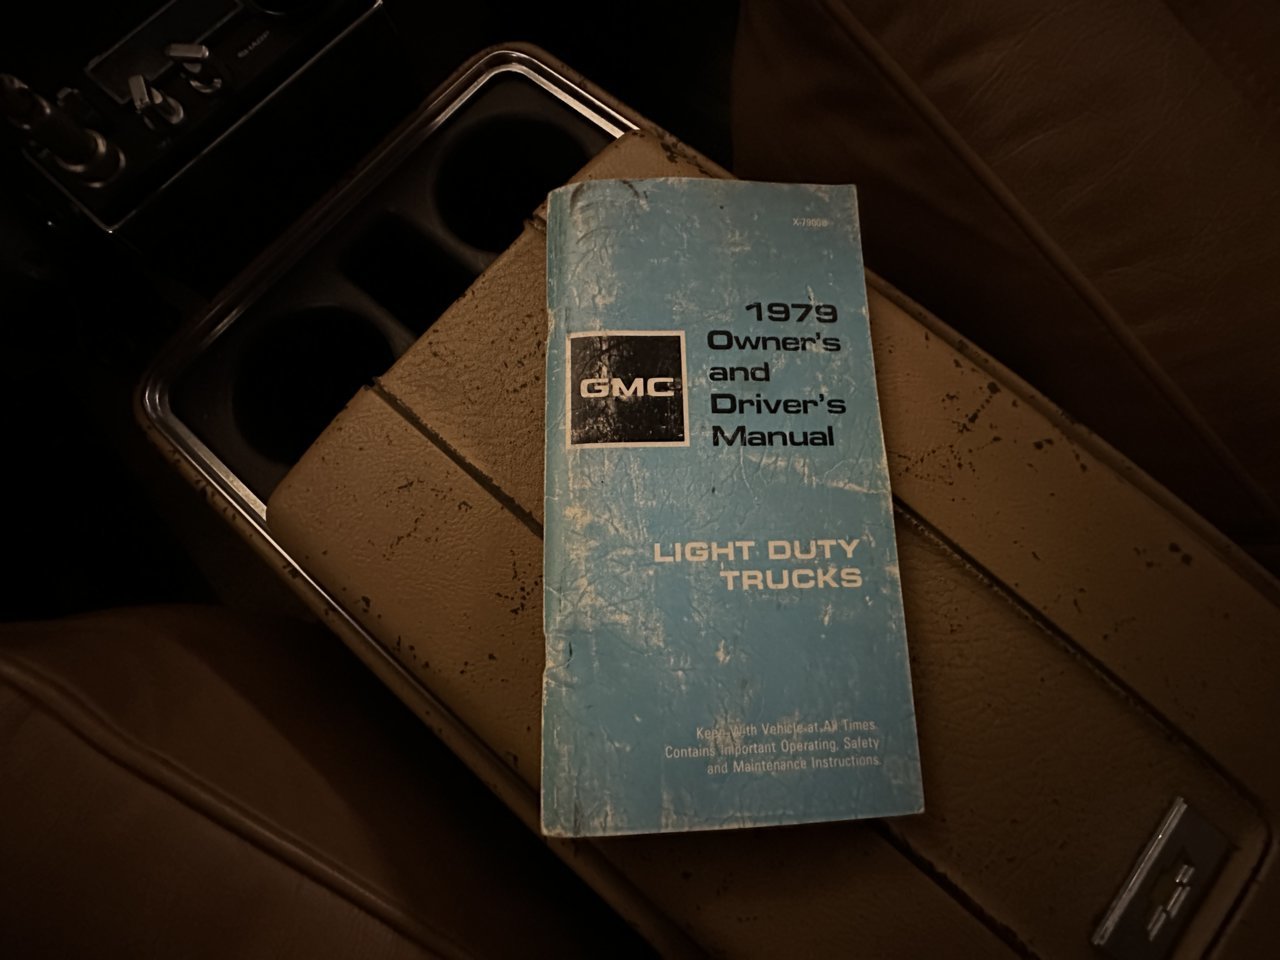 X-7900B
1979
Owner's
and
Driver's
Manual
GMC
LIGHT DUTY
TRUCKS
Keep With Vehicle at All Times.
Contains Important Operating, Safety
and Maintenance Instructions.